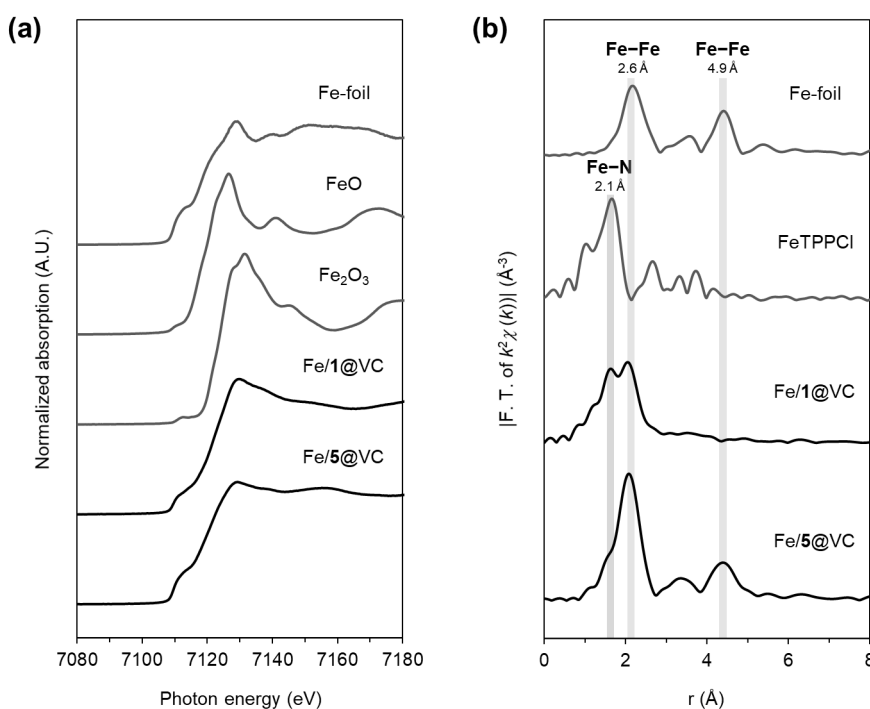 (a)
Fe-foil
FeO
Fe₂O₃
Fe/1@VC
Fe/5@VC
Normalized absorption (A.U.)
7080 7100 7120 7140 7160 7180
Photon energy (eV)
(b)
Fe−Fe
2.6 Å
Fe−Fe
4.9 Å
Fe-foil
Fe−N
2.1 Å
FeTPPCl
Fe/1@VC
Fe/5@VC
|F. T. of k²χ(k))| (Å⁻³)
0 2 4 6 8
r (Å)